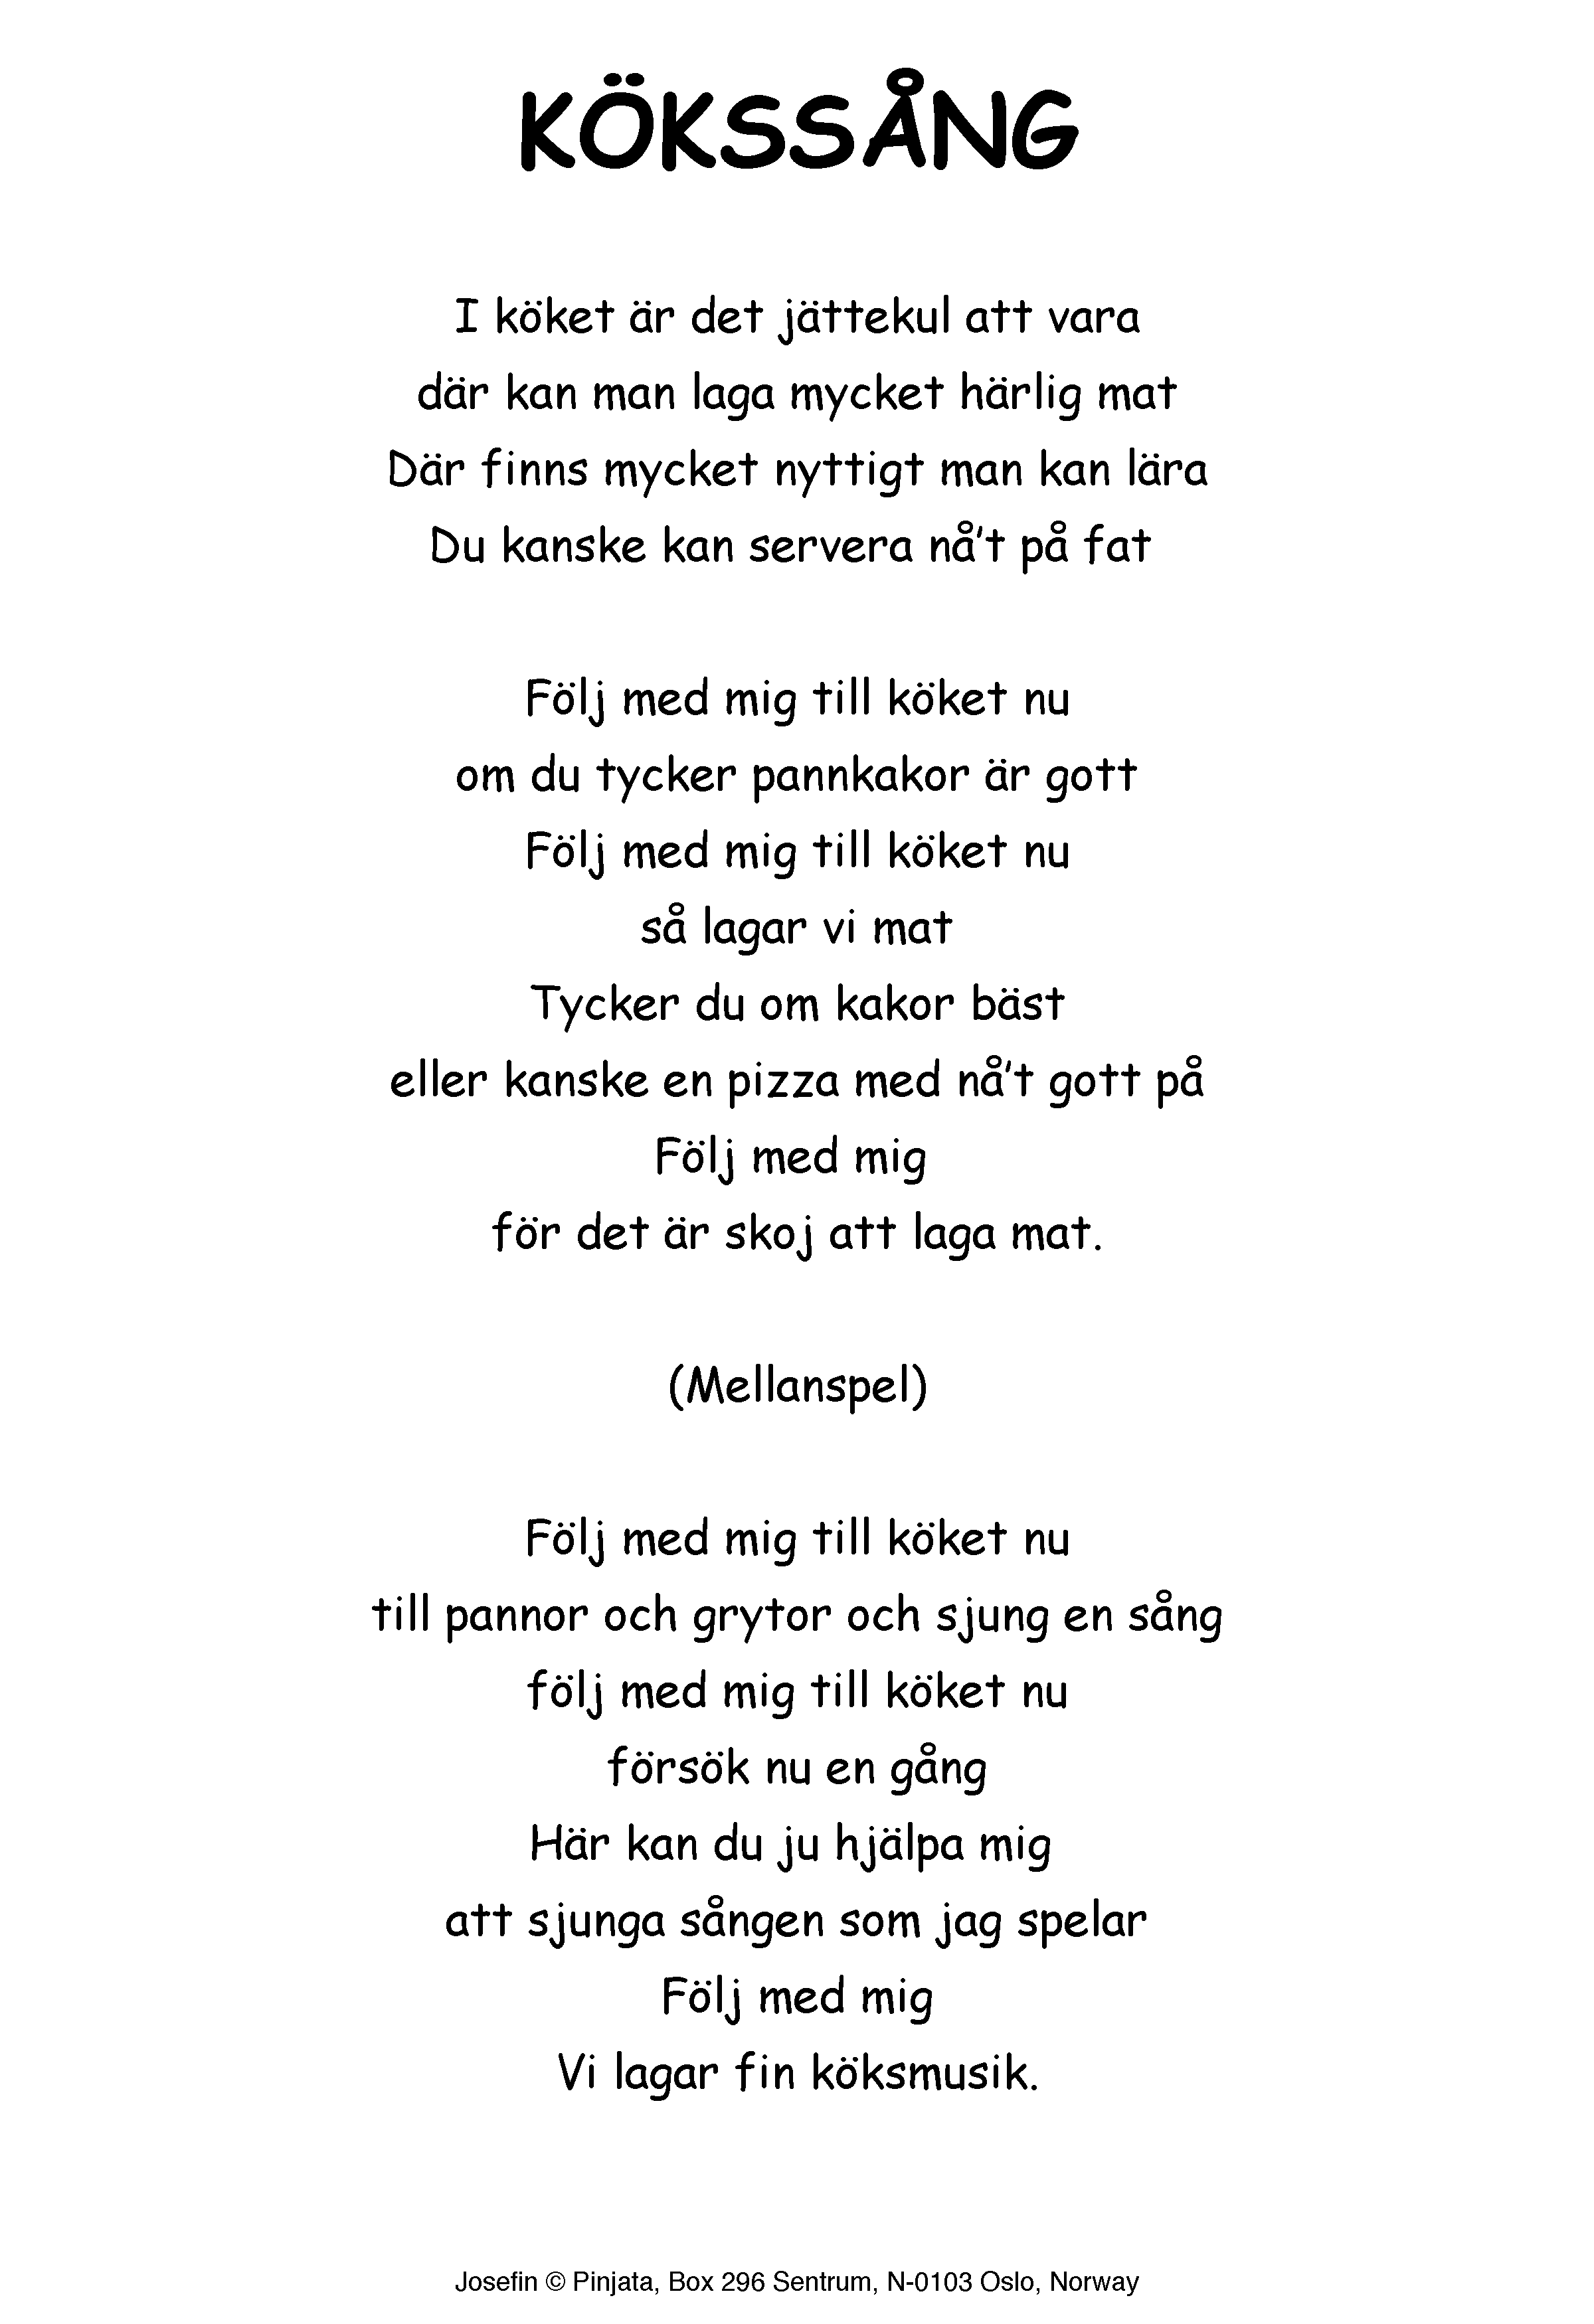 KÖKSSÅNG
I köket är det jättekul att vara
där kan man laga mycket härlig mat
Där finns mycket nyttigt man kan lära
Du kanske kan servera nå't på fat
Följ med mig till köket nu
om du tycker pannkakor är gott
Följ med mig till köket nu
så lagar vi mat
Tycker du om kakor bäst
eller kanske en pizza med nå't gott på
Följ med mig
för det är skoj att laga mat.
(Mellanspel)
Följ med mig till köket nu
till pannor och grytor och sjung en sång
följ med mig till köket nu
försök nu en gång
Här kan du ju hjälpa mig
att sjunga sången som jag spelar
Följ med mig
Vi lagar fin köksmusik.
Josefin © Pinjata, Box 296 Sentrum, N-0103 Oslo, Norway